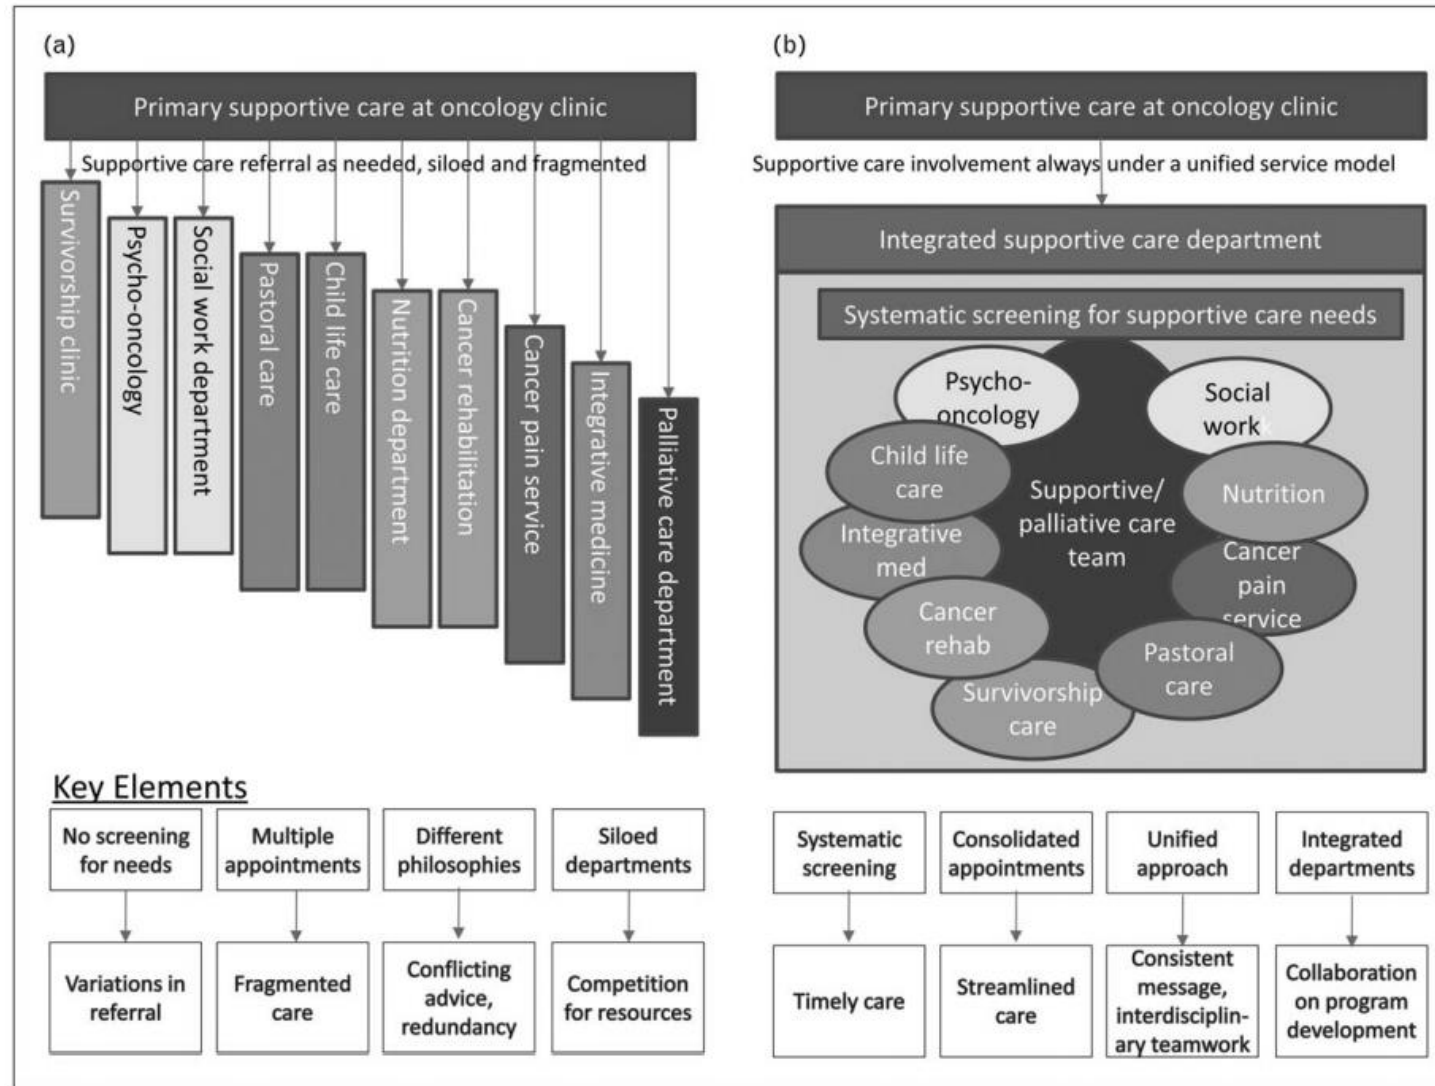 (a)
Primary supportive care at oncology clinic
Supportive care referral as needed, siloed and fragmented
Survivorship clinic
Psycho-oncology
Social work department
Pastoral care
Child life care
Nutrition department
Cancer rehabilitation
Cancer pain service
Integrative medicine
Palliative care department
(b)
Primary supportive care at oncology clinic
Supportive care involvement always under a unified service model
Integrated supportive care department
Systematic screening for supportive care needs
Psycho-
oncology
Social
work
Child life
care
Nutrition
Supportive/
palliative care
team
Integrative
med
Cancer
pain
service
Cancer
rehab
Pastoral
care
Survivorship
care
Key Elements
No screening
for needs
Multiple
appointments
Different
philosophies
Siloed
departments
Variations in
referral
Fragmented
care
Conflicting
advice,
redundancy
Competition
for resources
Systematic
screening
Consolidated
appointments
Unified
approach
Integrated
departments
Timely care
Streamlined
care
Consistent
message,
interdisciplin-
ary teamwork
Collaboration
on program
development